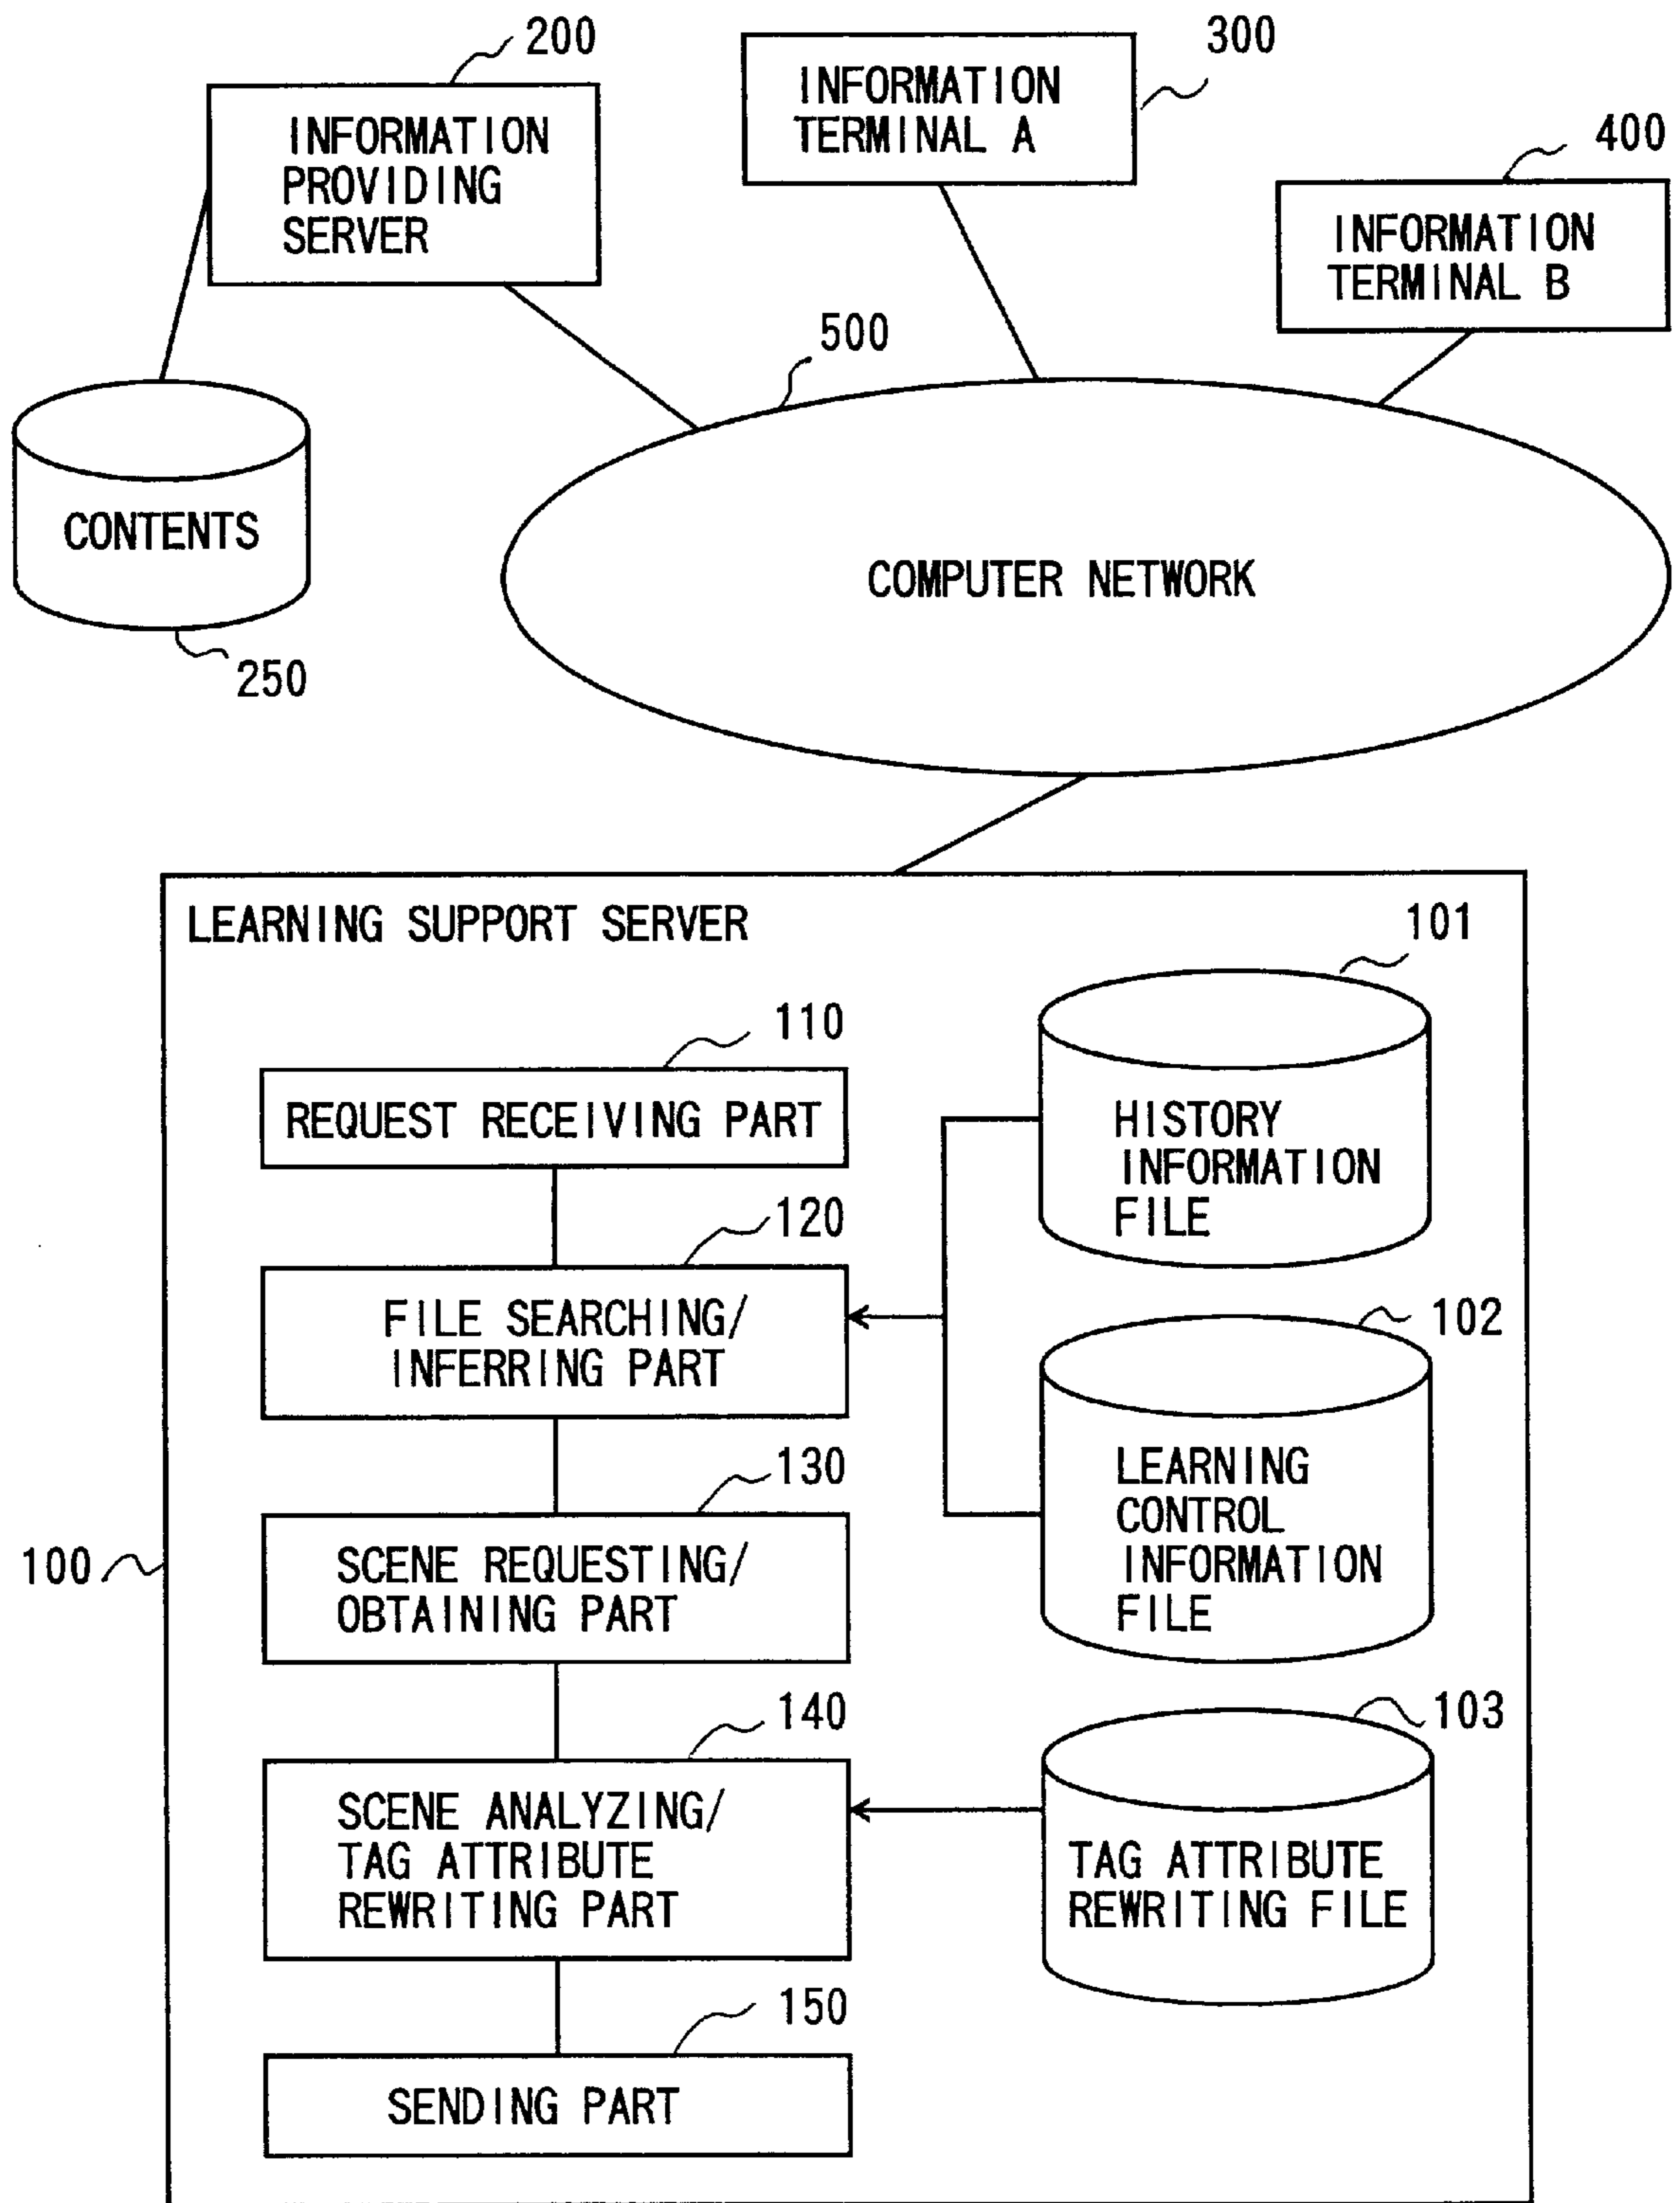 200
INFORMATION
PROVIDING
SERVER
INFORMATION
TERMINAL A
300
400
INFORMATION
TERMINAL B
500
CONTENTS
250
COMPUTER NETWORK
LEARNING SUPPORT SERVER
101
110
REQUEST RECEIVING PART
HISTORY
INFORMATION
FILE
120
FILE SEARCHING/
INFERRING PART
102
130
LEARNING
CONTROL
INFORMATION
FILE
100
SCENE REQUESTING/
OBTAINING PART
140
103
SCENE ANALYZING/
TAG ATTRIBUTE
REWRITING PART
TAG ATTRIBUTE
REWRITING FILE
150
SENDING PART